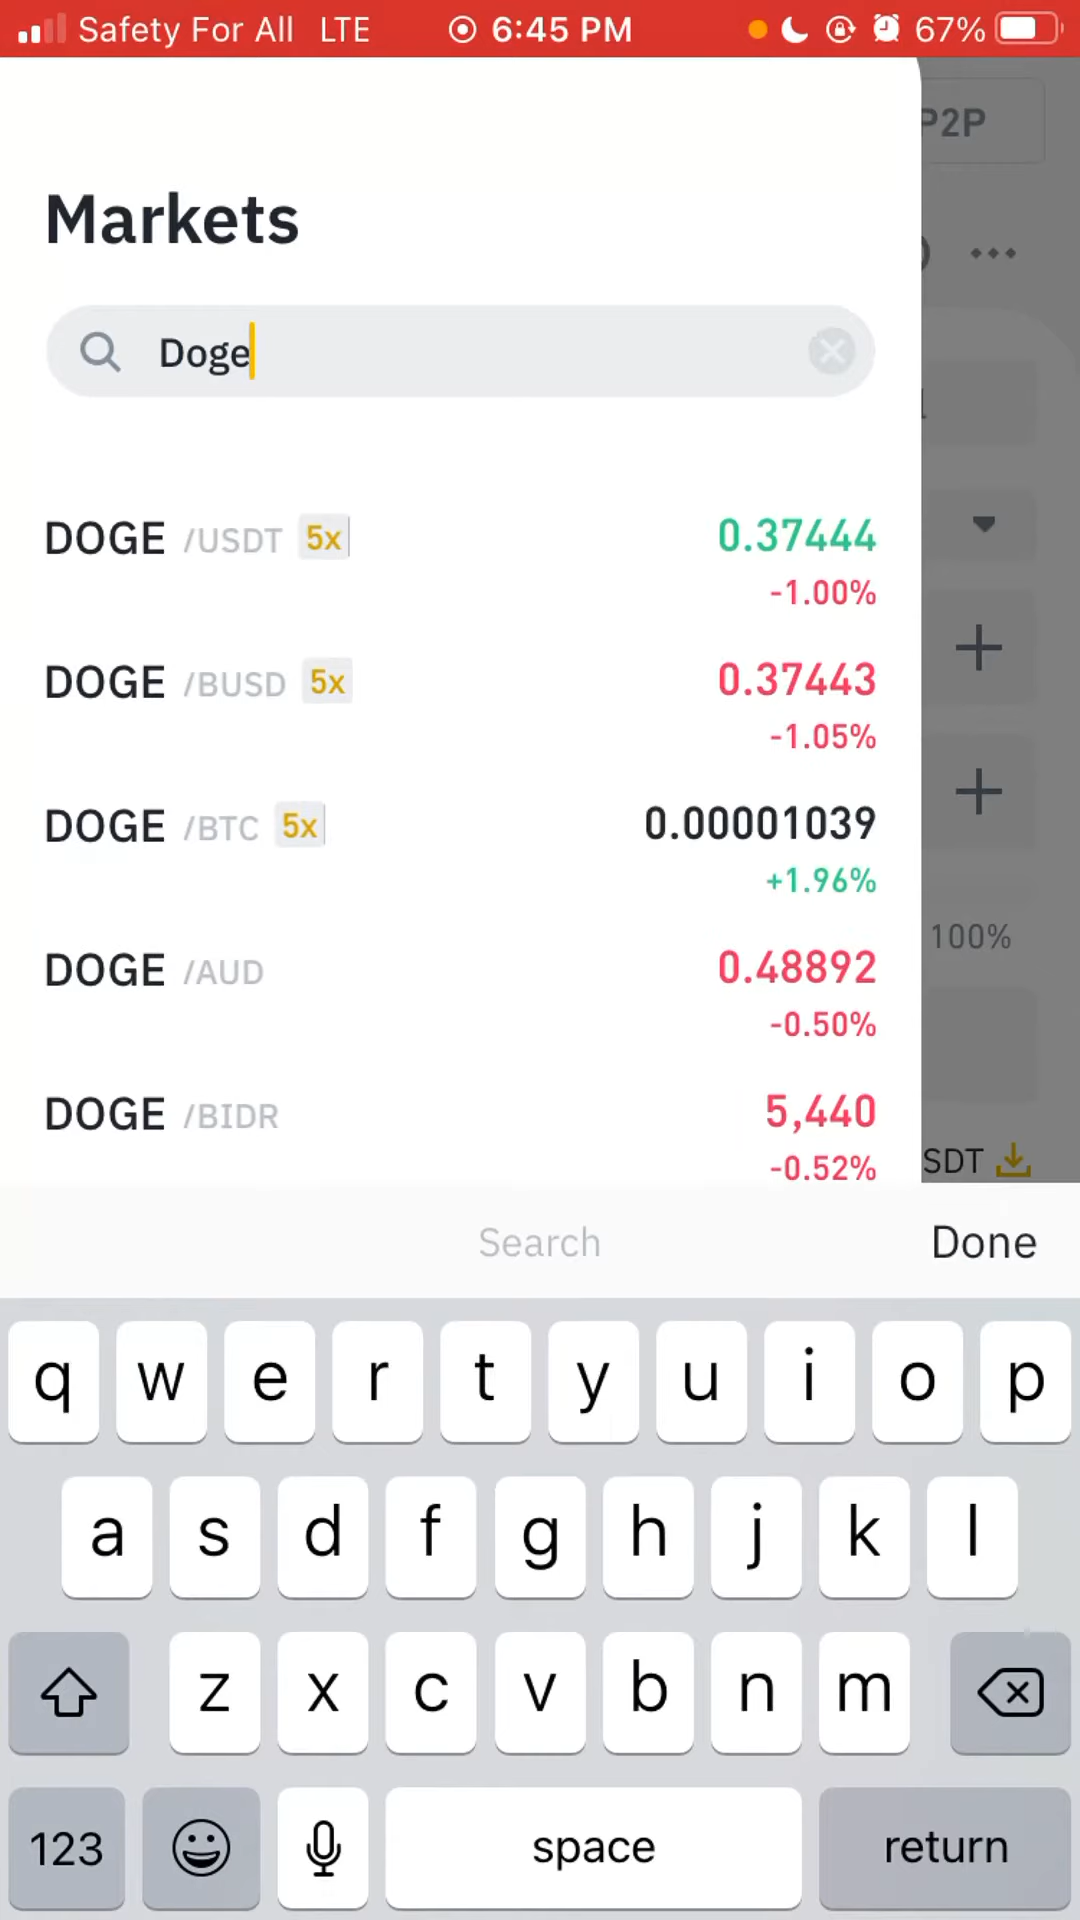 Safety For All LTE 6:45 PM 67%
P2P
Markets
Doge
DOGE /USDT 5x 0.37444
-1.00%
DOGE /BUSD 5x 0.37443
-1.05%
DOGE /BTC 5x 0.00001039
+1.96%
100%
DOGE /AUD 0.48892
-0.50%
DOGE /BIDR 5,440
-0.52%
SDT
Search Done
q w e r t y u i o p
a s d f g h j k l
z x c v b n m
123 space return